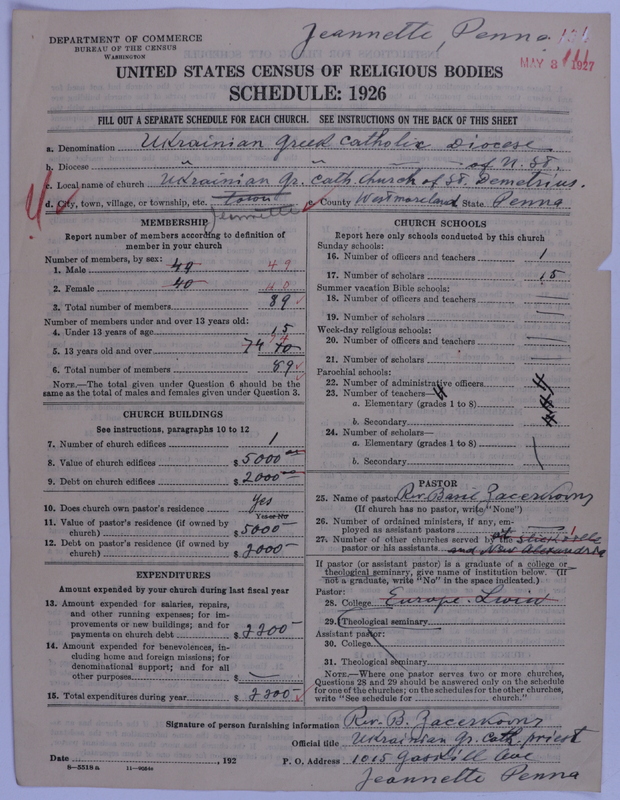 Jeannette, Penna
DEPARTMENT OF COMMERCE
BUREAU OF THE CENSUS
WASHINGTON
MAY 8 1927
UNITED STATES CENSUS OF RELIGIOUS BODIES
SCHEDULE: 1926
FILL OUT A SEPARATE SCHEDULE FOR EACH CHURCH. SEE INSTRUCTIONS ON THE BACK OF THIS SHEET
a. Denomination Ukrainian Greek Catholic Diocese
b. Diocese " " of U. St
c. Local name of church Ukrainian Gr. Cath. Church of St. Demetrius.
d. City, town, village, or township, etc. town Jeannette County Westmoreland State Penna
MEMBERSHIP
Report number of members according to definition of
member in your church
Number of members, by sex:
1. Male 49 49
2. Female 40 40
3. Total number of members 89
Number of members under and over 13 years old:
4. Under 13 years of age 15
5. 13 years old and over 74
6. Total number of members 89
NOTE.—The total given under Question 6 should be the
same as the total of males and females given under Question 3.
CHURCH BUILDINGS
See instructions, paragraphs 10 to 12
7. Number of church edifices 1
8. Value of church edifices $ 5000
9. Debt on church edifices $ 2000
10. Does church own pastor's residence Yes
Yes or No
11. Value of pastor's residence (if owned by
church) $ 5000
12. Debt on pastor's residence (if owned by
church) $ 2000
EXPENDITURES
Amount expended by your church during last fiscal year
13. Amount expended for salaries, repairs,
and other running expenses; for im-
provements or new buildings; and for
payments on church debt $ 2200
14. Amount expended for benevolences, in-
cluding home and foreign missions; for
denominational support; and for all
other purposes $ —
15. Total expenditures during year $ 2200
CHURCH SCHOOLS
Report here only schools conducted by this church
Sunday schools:
16. Number of officers and teachers 1
17. Number of scholars 15
Summer vacation Bible schools:
18. Number of officers and teachers —
19. Number of scholars —
Week-day religious schools:
20. Number of officers and teachers —
21. Number of scholars —
Parochial schools:
22. Number of administrative officers
23. Number of teachers—
a. Elementary (grades 1 to 8)
b. Secondary
24. Number of scholars—
a. Elementary (grades 1 to 8)
b. Secondary
PASTOR
25. Name of pastor Rev. Basil
(If church has no pastor, write "None")
26. Number of ordained ministers, if any, em-
ployed as assistant pastors
27. Number of other churches served by the
pastor or his assistants and New Alexandria
If pastor (or assistant pastor) is a graduate of a college or
theological seminary, give name of institution below. (If
not a graduate, write "No" in the space indicated.)
Pastor:
28. College Europe-Lwiw
29. Theological seminary
Assistant pastor:
30. College
31. Theological seminary
NOTE.—Where one pastor serves two or more churches,
Questions 28 and 29 should be answered only on the schedule
for one of the churches; on the schedules for the other churches,
write "See schedule for church."
Signature of person furnishing information Rev. B.
Official title Ukrainian Gr. Cath. priest
Date , 192 P. O. Address 1015 Gaskill Ave
8—5518 a
Jeannette Penna